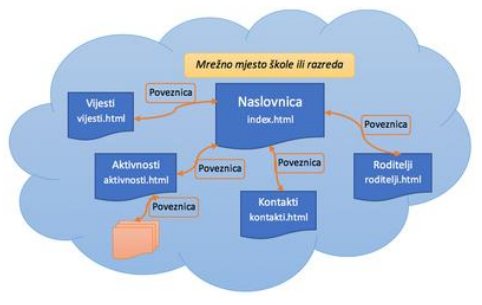 Mrežno mjesto škole ili razreda
Vijesti
vijesti.html
Poveznica
Naslovnica
index.html
Poveznica
Aktivnosti
aktivnosti.html
Poveznica
Poveznica
Roditelji
roditelji.html
Poveznica
Kontakti
kontakti.html